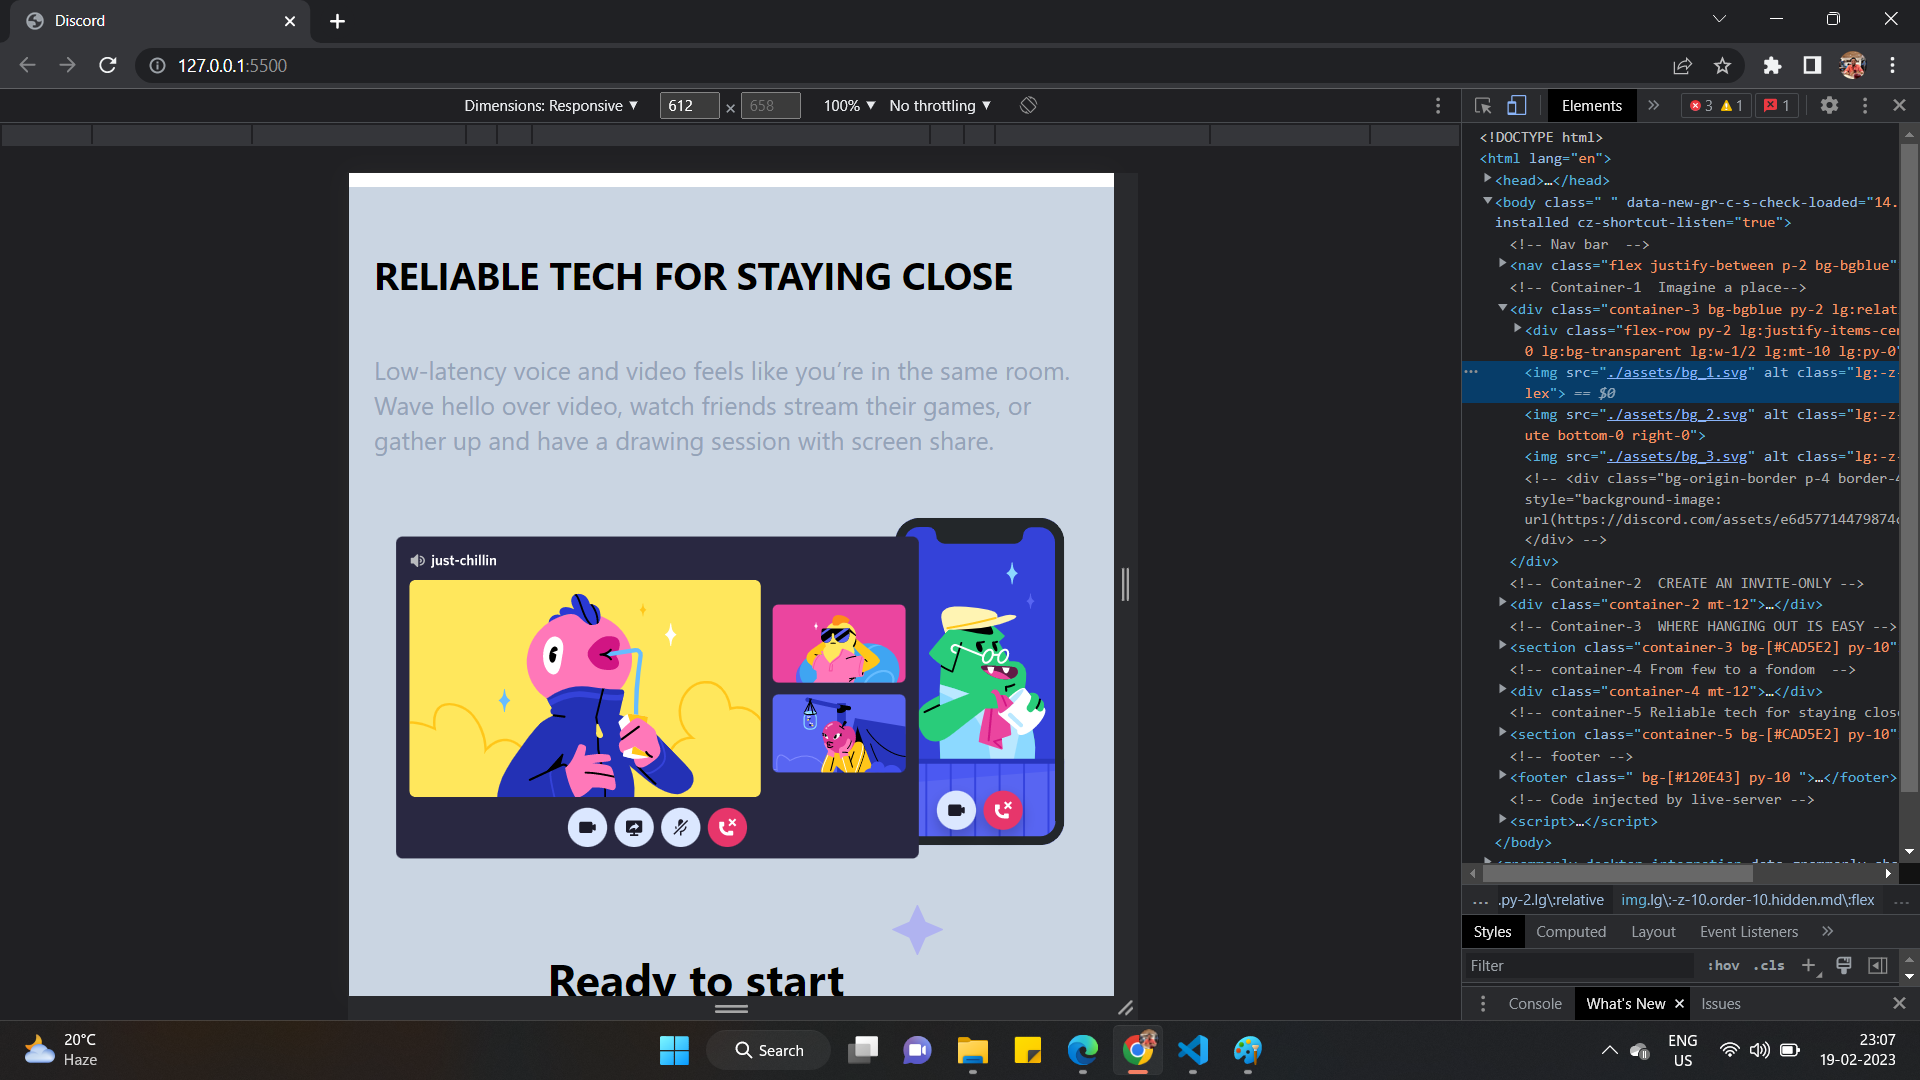 Discord
127.0.0.1:5500
Dimensions: Responsive ▼ 612 × 658 100% ▼ No throttling ▼
Elements » 3 1 1
<!DOCTYPE html>
<html lang="en">
<head>…</head>
<body class=" " data-new-gr-c-s-check-loaded="14.
installed cz-shortcut-listen="true">
<!-- Nav bar  -->
<nav class="flex justify-between p-2 bg-bgblue"
<!-- Container-1  Imagine a place-->
<div class="container-3 bg-bgblue py-2 lg:relat
<div class="flex-row py-2 lg:justify-items-cen
0 lg:bg-transparent lg:w-1/2 lg:mt-10 lg:py-0"
<img src="./assets/bg_1.svg" alt class="lg:-z-
lex"> == $0
<img src="./assets/bg_2.svg" alt class="lg:-z-
ute bottom-0 right-0">
<img src="./assets/bg_3.svg" alt class="lg:-z-
<!-- <div class="bg-origin-border p-4 border-4
style="background-image:
url(https://discord.com/assets/e6d57714479874c
</div> -->
</div>
<!-- Container-2  CREATE AN INVITE-ONLY -->
<div class="container-2 mt-12">…</div>
<!-- Container-3  WHERE HANGING OUT IS EASY -->
<section class="container-3 bg-[#CAD5E2] py-10"
<!-- container-4 From few to a fondom  -->
<div class="container-4 mt-12">…</div>
<!-- container-5 Reliable tech for staying clos
<section class="container-5 bg-[#CAD5E2] py-10"
<!-- footer -->
<footer class=" bg-[#120E43] py-10 ">…</footer>
<!-- Code injected by live-server -->
<script>…</script>
</body>
… .py-2.lg\:relative img.lg\:-z-10.order-10.hidden.md\:flex …
Styles Computed Layout Event Listeners »
Filter :hov .cls
Console What's New Issues
RELIABLE TECH FOR STAYING CLOSE
Low-latency voice and video feels like you’re in the same room.
Wave hello over video, watch friends stream their games, or
gather up and have a drawing session with screen share.
just-chillin
Ready to start
20°C
Haze
Search
ENG
US
23:07
19-02-2023